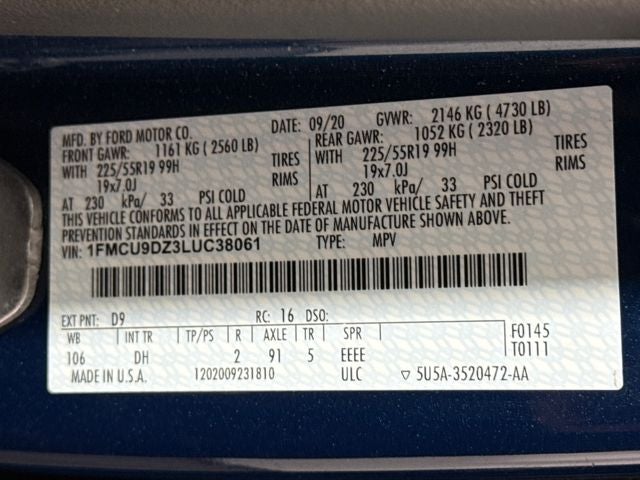 MFD. BY FORD MOTOR CO. DATE: 09/20 GVWR: 2146 KG ( 4730 LB)
FRONT GAWR: 1161 KG ( 2560 LB) REAR GAWR: 1052 KG ( 2320 LB)
WITH 225/55R19 99H TIRES WITH 225/55R19 99H TIRES
19x7.0J RIMS 19x7.0J RIMS
AT 230 kPa/ 33 PSI COLD AT 230 kPa/ 33 PSI COLD
THIS VEHICLE CONFORMS TO ALL APPLICABLE FEDERAL MOTOR VEHICLE SAFETY AND THEFT
PREVENTION STANDARDS IN EFFECT ON THE DATE OF MANUFACTURE SHOWN ABOVE.
VIN: 1FMCU9DZ3LUC38061 TYPE: MPV
EXT PNT: D9 RC: 16 DSO:
WB INT TR TP/PS R AXLE TR SPR F0145
106 DH 2 91 5 EEEE T0111
MADE IN U.S.A. 1202009231810 ULC ▽ 5U5A-3520472-AA